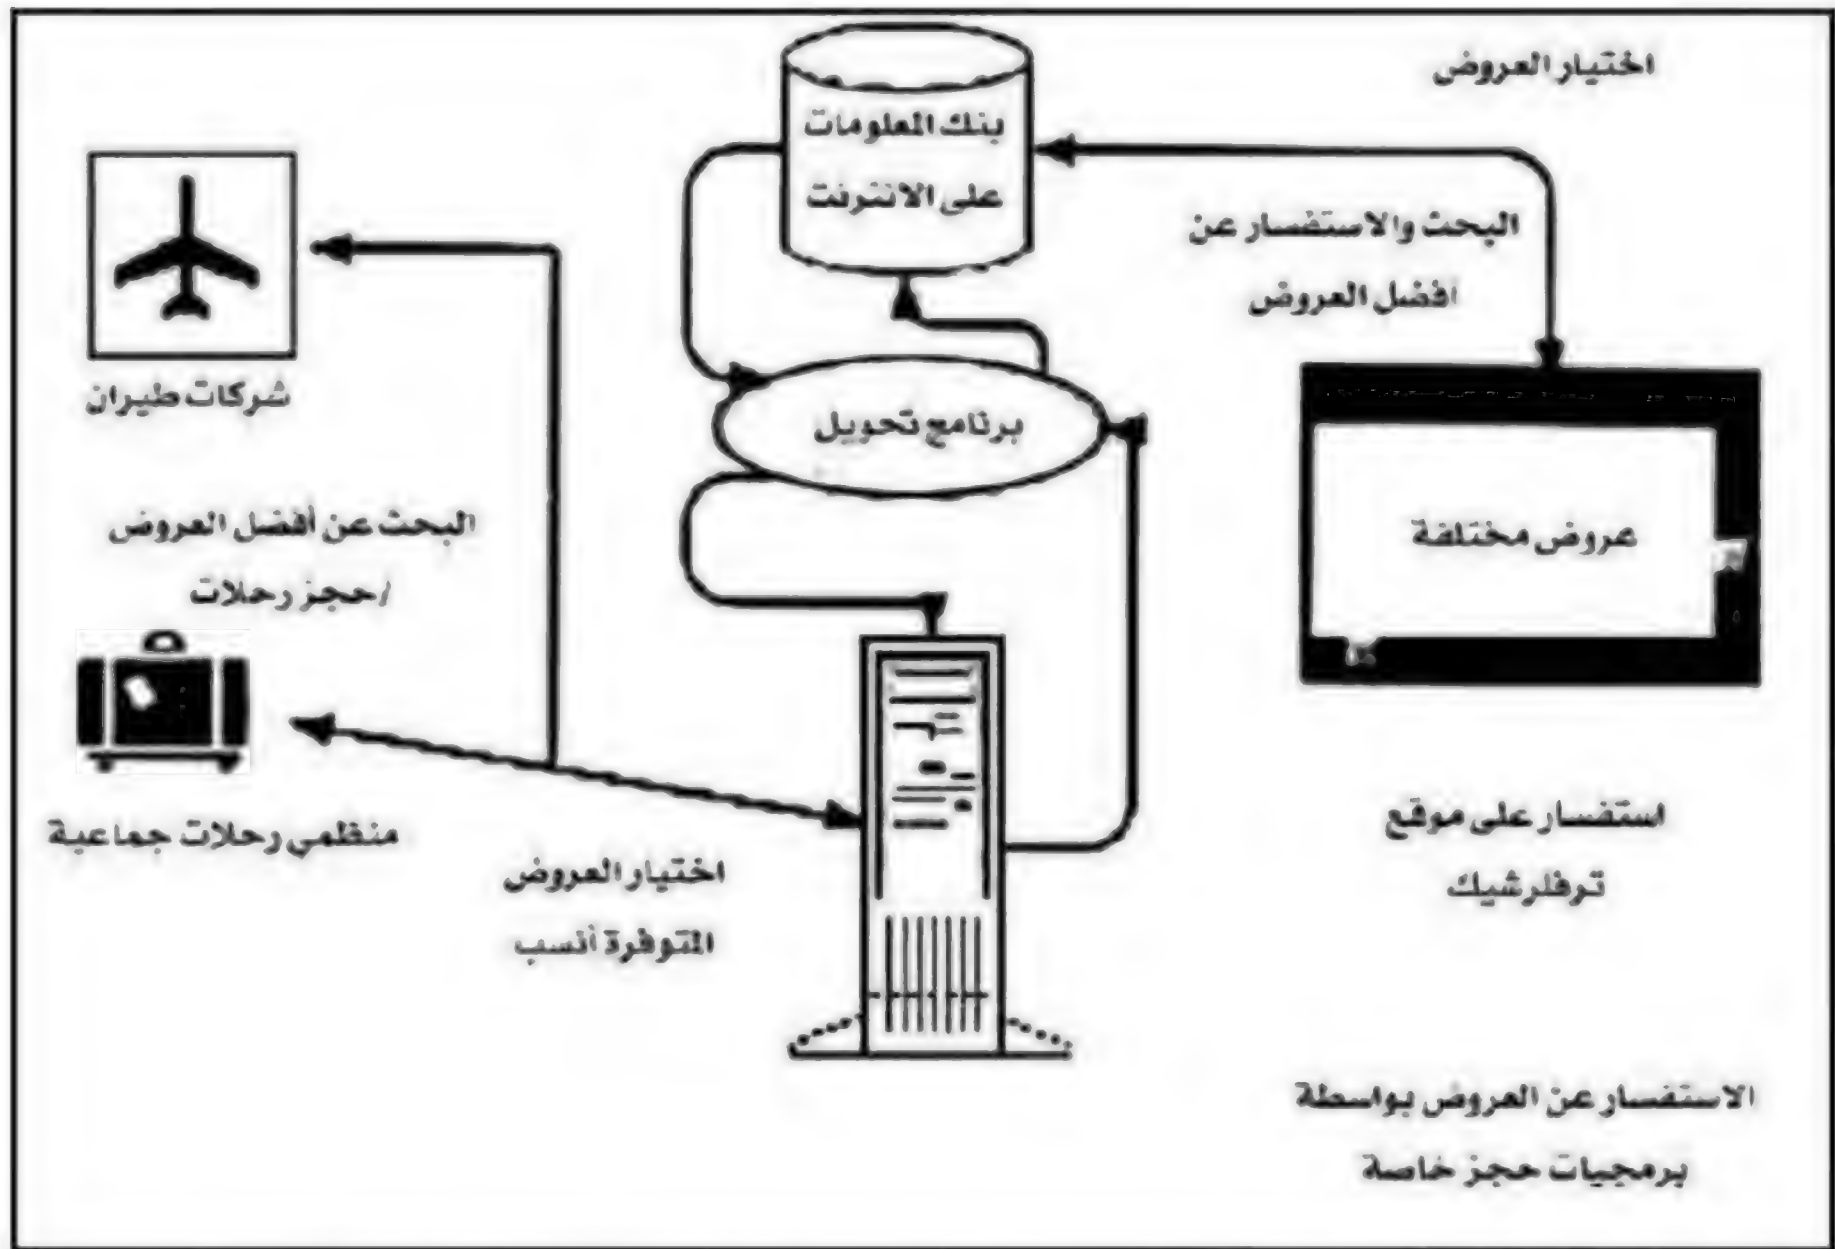 اختيار العروض
بنك المعلومات
على الانترنت
البحث والاستفسار عن
افضل العروض
شركات طيران
برنامج تحويل
البحث عن أفضل العروض
/حجز رحلات
عروض مختلفة
منظمي رحلات جماعية
اختيار العروض
المتوفرة أنسب
استفسار على موقع
ترفلرشيك
الاستفسار عن العروض بواسطة
برمجيات حجز خاصة